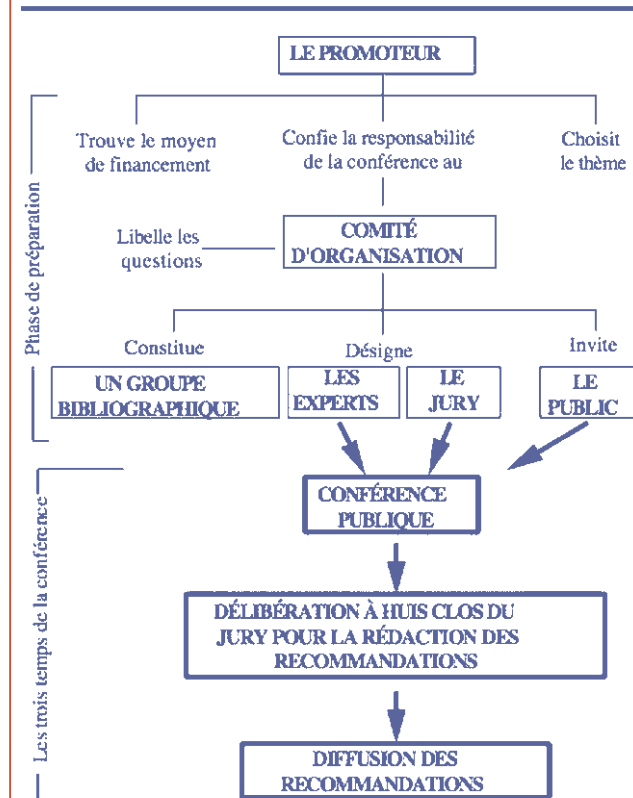 LE PROMOTEUR
Trouve le moyen
de financement
Confie la responsabilité
de la conférence au
Choisit
le thème
Phase de préparation
Libelle les
questions
COMITÉ
D'ORGANISATION
Constitue
Désigne
Invite
UN GROUPE
BIBLIOGRAPHIQUE
LES
EXPERTS
LE
JURY
LE
PUBLIC
Les trois temps de la conférence
CONFÉRENCE
PUBLIQUE
DÉLIBÉRATION À HUIS CLOS DU
JURY POUR LA RÉDACTION DES
RECOMMANDATIONS
DIFFUSION DES
RECOMMANDATIONS